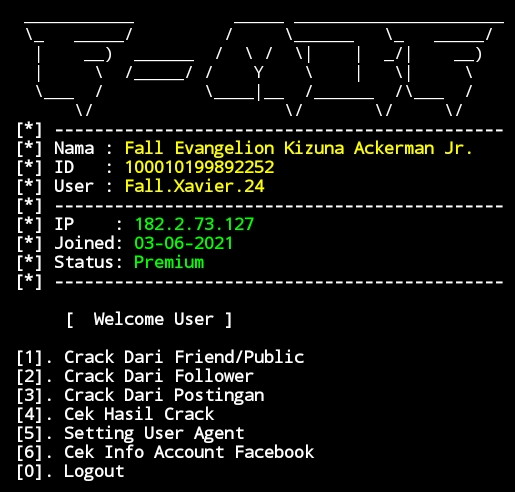 [*] ---------------------------------------------
[*] Nama : Fall Evangelion Kizuna Ackerman Jr.
[*] ID   : 100010199892252
[*] User : Fall.Xavier.24
[*] ---------------------------------------------
[*] IP    : 182.2.73.127
[*] Joined: 03-06-2021
[*] Status: Premium
[*] ---------------------------------------------
[  Welcome User ]
[1]. Crack Dari Friend/Public
[2]. Crack Dari Follower
[3]. Crack Dari Postingan
[4]. Cek Hasil Crack
[5]. Setting User Agent
[6]. Cek Info Account Facebook
[0]. Logout